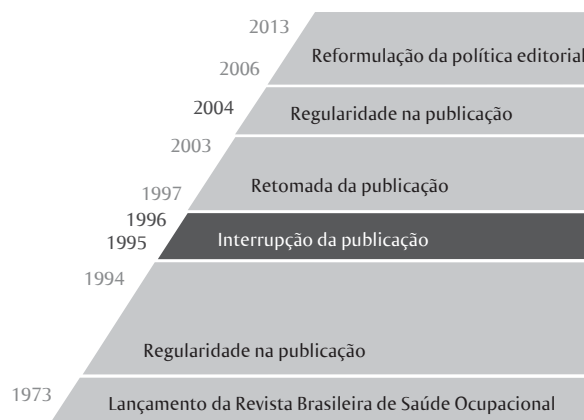 2013
Reformulação da política editorial
2006
2004
Regularidade na publicação
2003
Retomada da publicação
1997
1996
1995
Interrupção da publicação
1994
Regularidade na publicação
1973
Lançamento da Revista Brasileira de Saúde Ocupacional